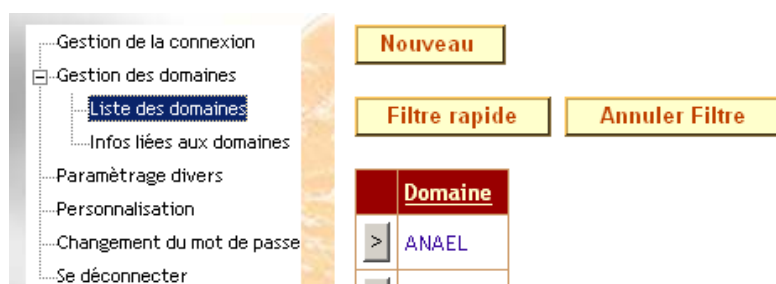 Gestion de la connexion
Gestion des domaines
Liste des domaines
Infos liées aux domaines
Paramètrage divers
Personnalisation
Changement du mot de passe
Se déconnecter
Nouveau
Filtre rapide Annuler Filtre
Domaine
> ANAEL